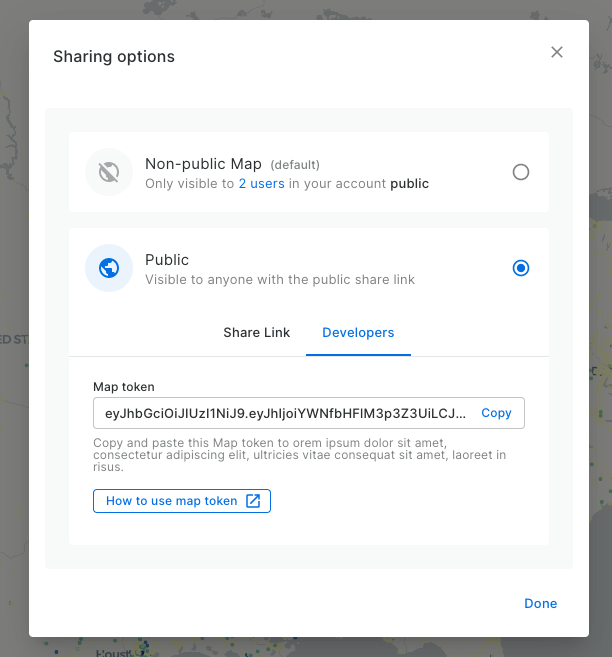 Sharing options
Non-public Map (default)
Only visible to 2 users in your account public
Public
Visible to anyone with the public share link
Share Link
Developers
Map token
eyJhbGciOiJIUzI1NiJ9.eyJhIjoiYWNfbHFlM3p3Z3UiLCJ...
Copy
Copy and paste this Map token to orem ipsum dolor sit amet,
consectetur adipiscing elit, ultricies vitae consequat sit amet, laoreet in
risus.
How to use map token
Done